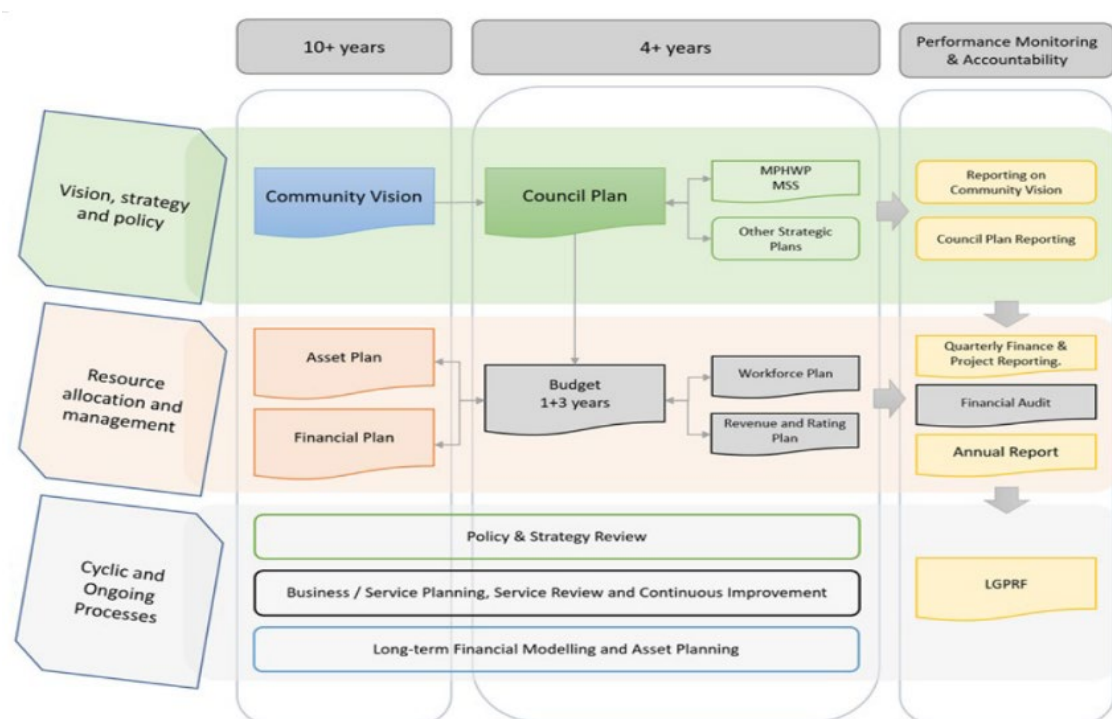 10+ years
4+ years
Performance Monitoring
& Accountability
Vision, strategy
and policy
Community Vision
Council Plan
MPHWP
MSS
Other Strategic
Plans
Reporting on
Community Vision
Council Plan Reporting
Resource
allocation and
management
Asset Plan
Financial Plan
Budget
1+3 years
Workforce Plan
Revenue and Rating
Plan
Quarterly Finance &
Project Reporting.
Financial Audit
Annual Report
Cyclic and
Ongoing
Processes
Policy & Strategy Review
Business / Service Planning, Service Review and Continuous Improvement
Long-term Financial Modelling and Asset Planning
LGPRF